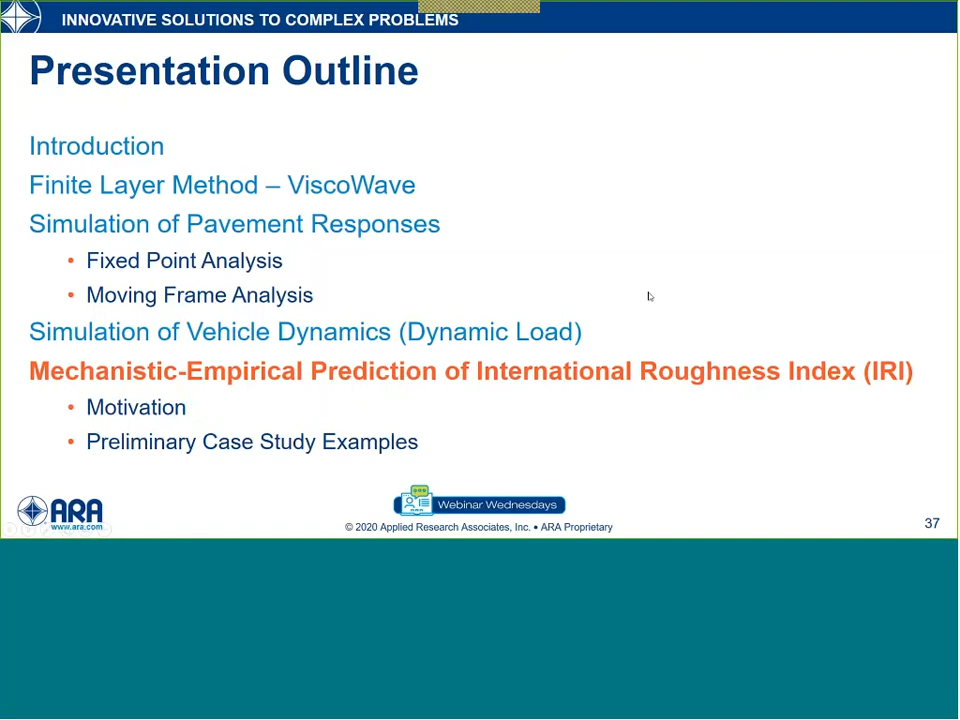 INNOVATIVE SOLUTIONS TO COMPLEX PROBLEMS
Presentation Outline
Introduction
Finite Layer Method – ViscoWave
Simulation of Pavement Responses
• Fixed Point Analysis
• Moving Frame Analysis
Simulation of Vehicle Dynamics (Dynamic Load)
Mechanistic-Empirical Prediction of International Roughness Index (IRI)
• Motivation
• Preliminary Case Study Examples
ARA
www.ara.com
Webinar Wednesdays
© 2020 Applied Research Associates, Inc. • ARA Proprietary
37